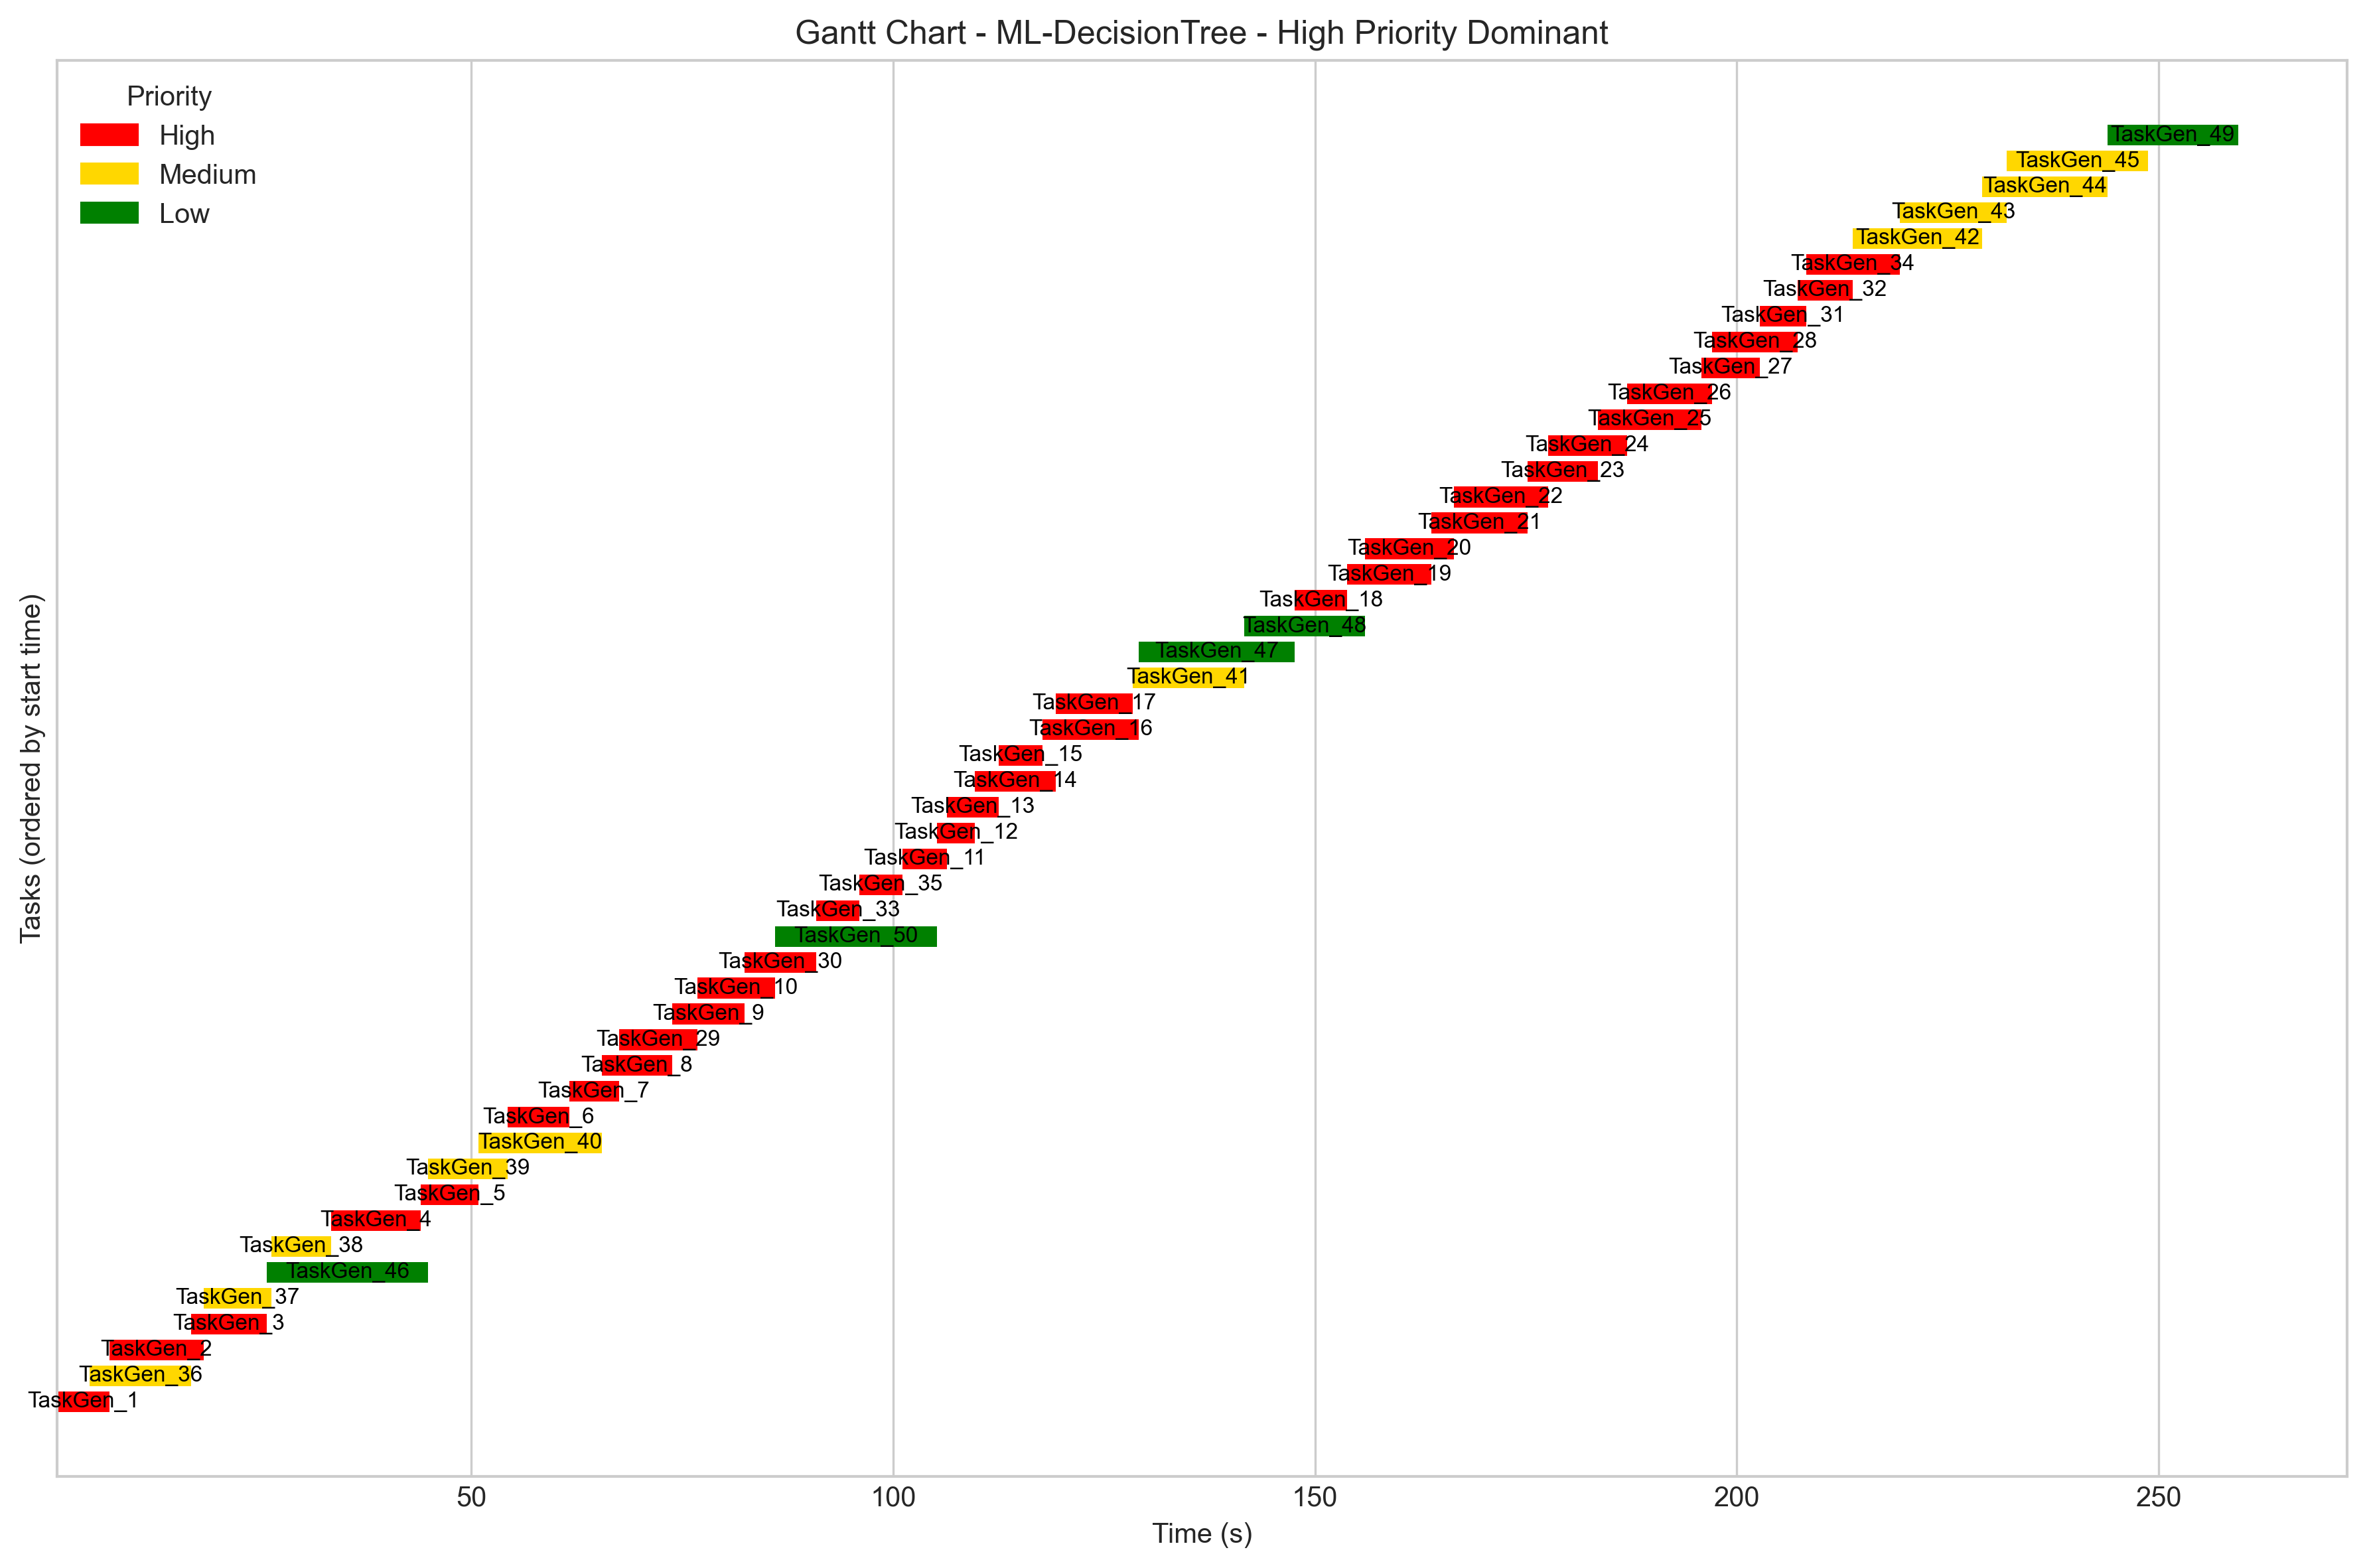 Gantt Chart - ML-DecisionTree - High Priority Dominant
Priority
High
Medium
Low
TaskGen_49
TaskGen_45
TaskGen_44
TaskGen_43
TaskGen_42
TaskGen_34
TaskGen_32
TaskGen_31
TaskGen_28
TaskGen_27
TaskGen_26
TaskGen_25
TaskGen_24
TaskGen_23
TaskGen_22
TaskGen_21
TaskGen_20
TaskGen_19
TaskGen_18
TaskGen_48
TaskGen_47
TaskGen_41
TaskGen_17
TaskGen_16
TaskGen_15
TaskGen_14
TaskGen_13
TaskGen_12
TaskGen_11
TaskGen_35
TaskGen_33
TaskGen_50
TaskGen_30
TaskGen_10
TaskGen_9
TaskGen_29
TaskGen_8
TaskGen_7
TaskGen_6
TaskGen_40
TaskGen_39
TaskGen_5
TaskGen_4
TaskGen_38
TaskGen_46
TaskGen_37
TaskGen_3
TaskGen_2
TaskGen_36
TaskGen_1
Tasks (ordered by start time)
50 100 150 200 250
Time (s)